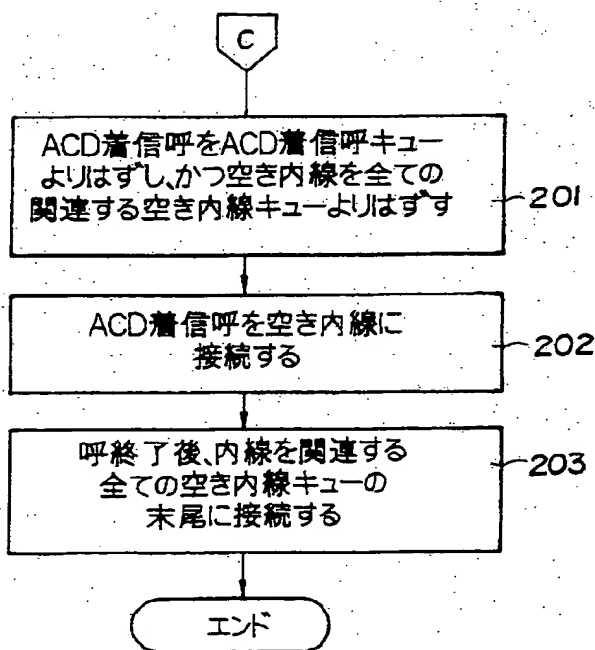 C
ACD着信呼をACD着信呼キュー
よりはずし、かつ空き内線を全ての
関連する空き内線キューよりはずす
201
ACD着信呼を空き内線に
接続する
202
呼終了後、内線を関連する
全ての空き内線キューの
末尾に接続する
203
エンド